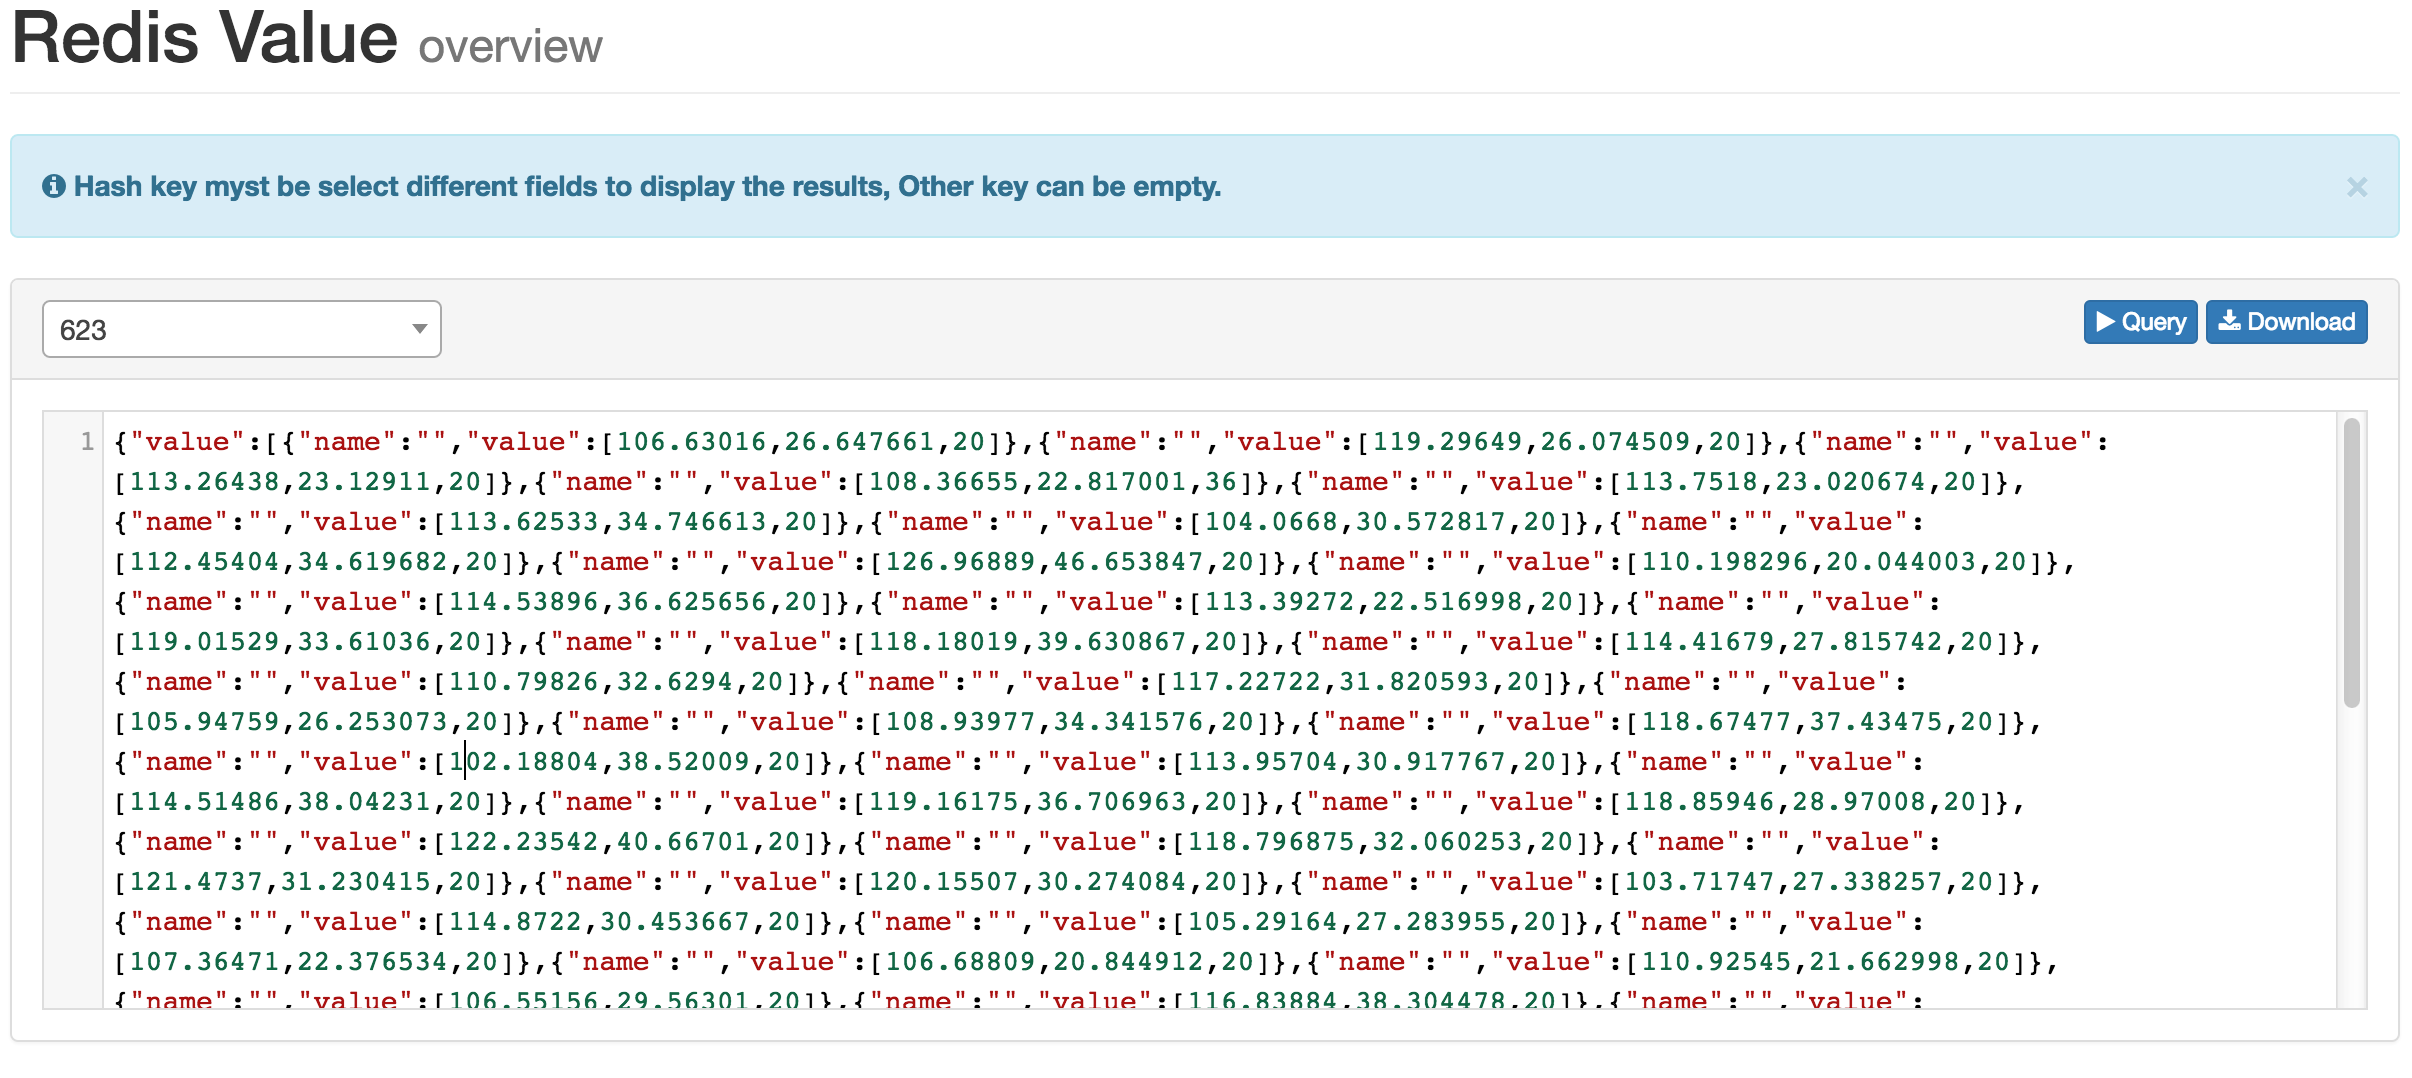 Redis Value overview
Hash key myst be select different fields to display the results, Other key can be empty.
×
623
Query Download
1 {"value":[{"name":"","value":[106.63016,26.647661,20]},{"name":"","value":[119.29649,26.074509,20]},{"name":"","value":
[113.26438,23.12911,20]},{"name":"","value":[108.36655,22.817001,36]},{"name":"","value":[113.7518,23.020674,20]},
{"name":"","value":[113.62533,34.746613,20]},{"name":"","value":[104.0668,30.572817,20]},{"name":"","value":
[112.45404,34.619682,20]},{"name":"","value":[126.96889,46.653847,20]},{"name":"","value":[110.198296,20.044003,20]},
{"name":"","value":[114.53896,36.625656,20]},{"name":"","value":[113.39272,22.516998,20]},{"name":"","value":
[119.01529,33.61036,20]},{"name":"","value":[118.18019,39.630867,20]},{"name":"","value":[114.41679,27.815742,20]},
{"name":"","value":[110.79826,32.6294,20]},{"name":"","value":[117.22722,31.820593,20]},{"name":"","value":
[105.94759,26.253073,20]},{"name":"","value":[108.93977,34.341576,20]},{"name":"","value":[118.67477,37.43475,20]},
{"name":"","value":[102.18804,38.52009,20]},{"name":"","value":[113.95704,30.917767,20]},{"name":"","value":
[114.51486,38.04231,20]},{"name":"","value":[119.16175,36.706963,20]},{"name":"","value":[118.85946,28.97008,20]},
{"name":"","value":[122.23542,40.66701,20]},{"name":"","value":[118.796875,32.060253,20]},{"name":"","value":
[121.4737,31.230415,20]},{"name":"","value":[120.15507,30.274084,20]},{"name":"","value":[103.71747,27.338257,20]},
{"name":"","value":[114.8722,30.453667,20]},{"name":"","value":[105.29164,27.283955,20]},{"name":"","value":
[107.36471,22.376534,20]},{"name":"","value":[106.68809,20.844912,20]},{"name":"","value":[110.92545,21.662998,20]},
{"name":"","value":[106.55156,29.56301,20]},{"name":"","value":[116.83884,38.304478,20]},{"name":"","value":